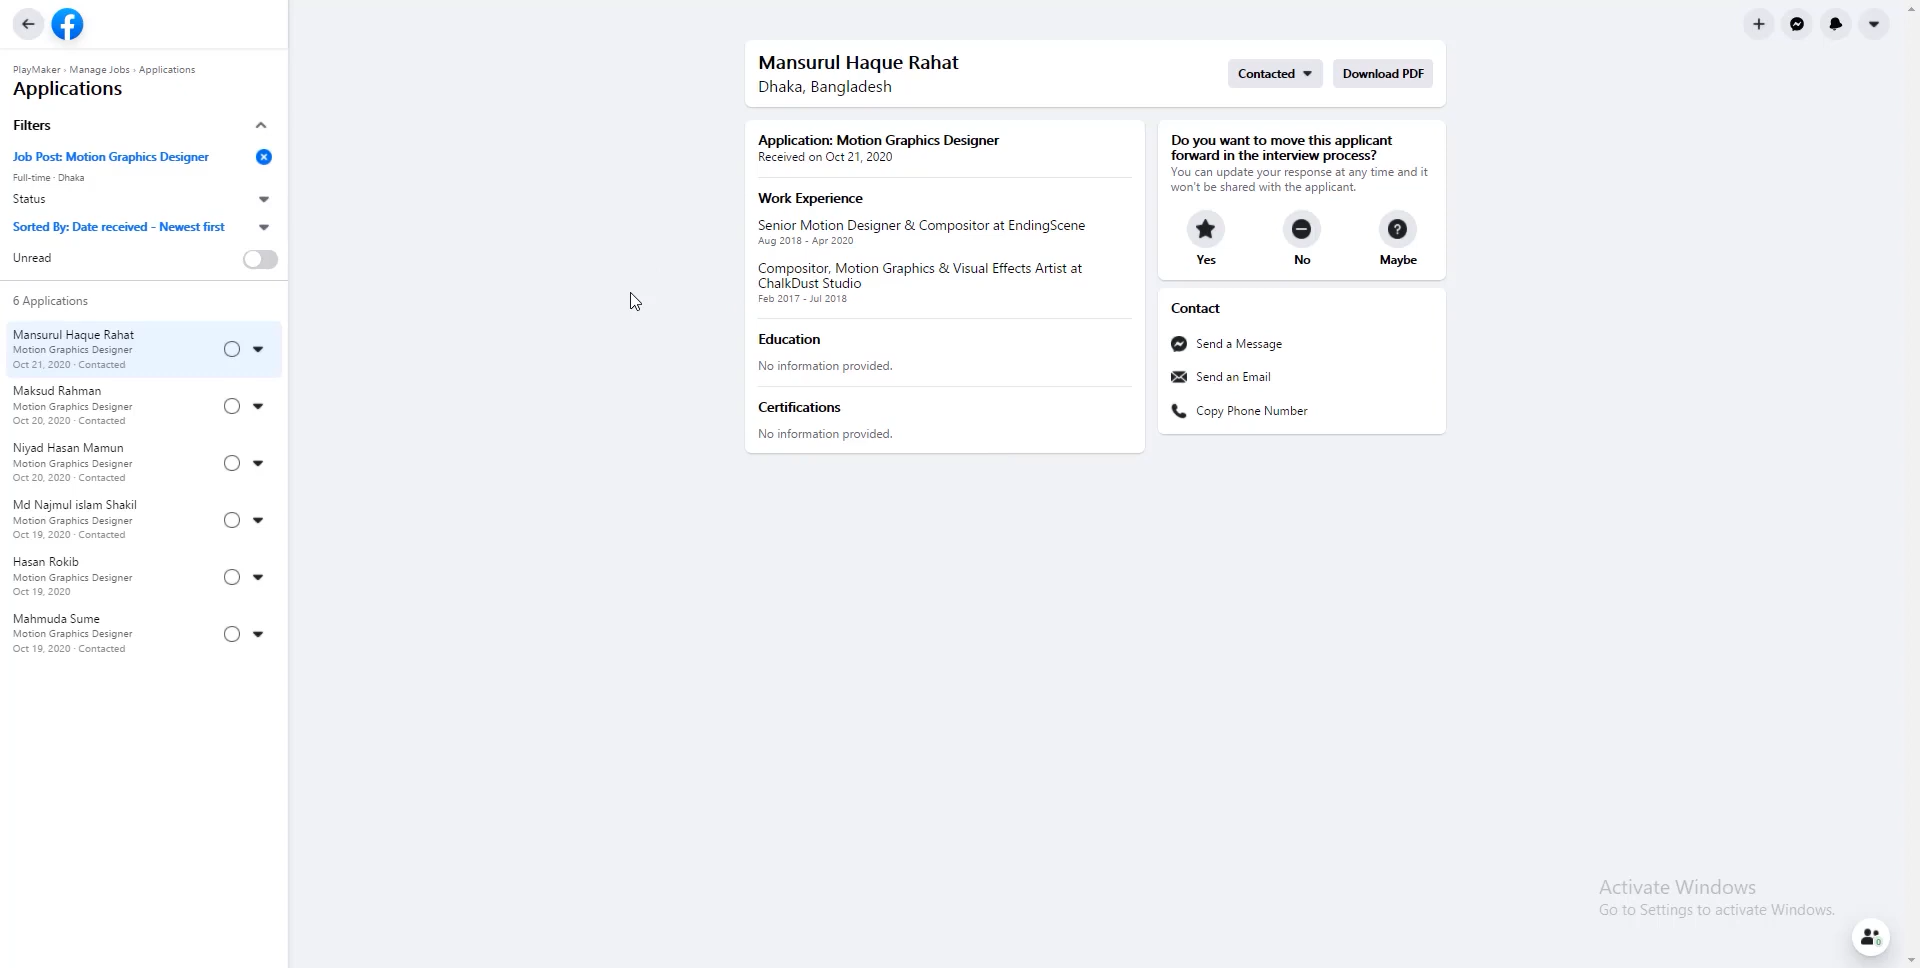 PlayMaker › Manage Jobs › Applications
Applications
Filters
Job Post: Motion Graphics Designer
Full-time · Dhaka
Status
Sorted By: Date received - Newest first
Unread
6 Applications
Mansurul Haque Rahat
Motion Graphics Designer
Oct 21, 2020 · Contacted
Maksud Rahman
Motion Graphics Designer
Oct 20, 2020 · Contacted
Niyad Hasan Mamun
Motion Graphics Designer
Oct 20, 2020 · Contacted
Md Najmul islam Shakil
Motion Graphics Designer
Oct 19, 2020 · Contacted
Hasan Rokib
Motion Graphics Designer
Oct 19, 2020
Mahmuda Sume
Motion Graphics Designer
Oct 19, 2020 · Contacted
Mansurul Haque Rahat
Dhaka, Bangladesh
Contacted
Download PDF
Application: Motion Graphics Designer
Received on Oct 21, 2020
Work Experience
Senior Motion Designer & Compositor at EndingScene
Aug 2018 - Apr 2020
Compositor, Motion Graphics & Visual Effects Artist at
ChalkDust Studio
Feb 2017 - Jul 2018
Education
No information provided.
Certifications
No information provided.
Do you want to move this applicant
forward in the interview process?
You can update your response at any time and it
won't be shared with the applicant.
Yes
No
Maybe
Contact
Send a Message
Send an Email
Copy Phone Number
Activate Windows
Go to Settings to activate Windows.
0